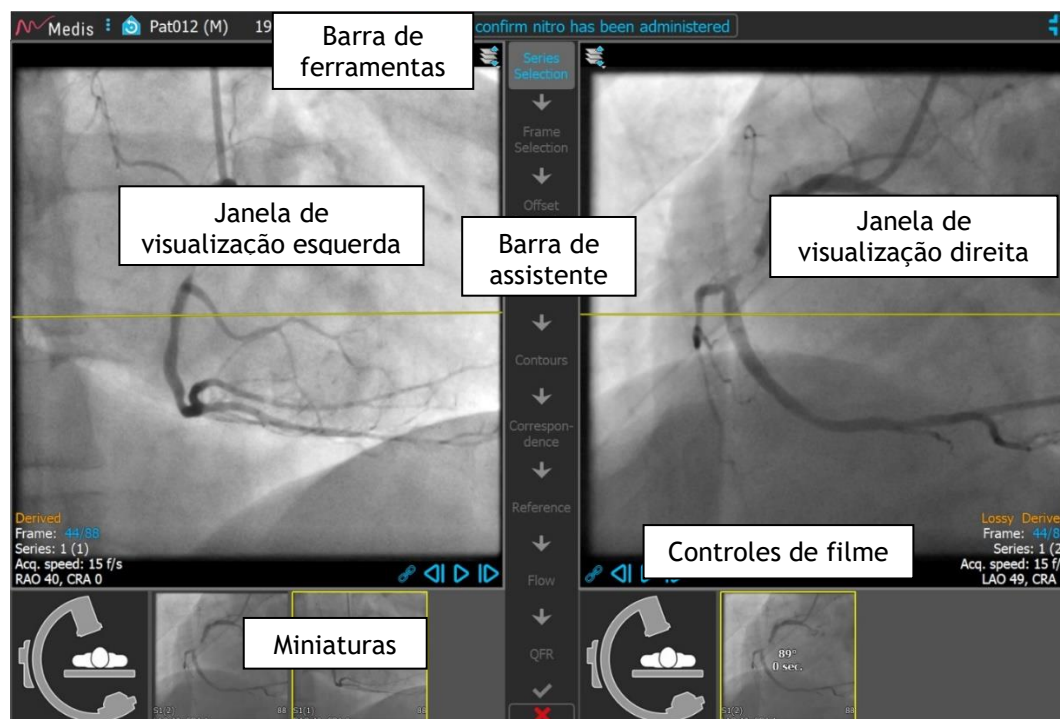 Medis
Pat012 (M)
19
confirm nitro has been administered
Barra de
ferramentas
Series
Selection
Frame
Selection
Offset
Janela de
visualização esquerda
Barra de
assistente
Janela de
visualização direita
Contours
Correspon-
dence
Reference
Flow
QFR
Derived
Frame: 44/88
Series: 1 (1)
Acq. speed: 15 f/s
RAO 40, CRA 0
Lossy Derive
Frame: 44/8
Series: 1 (2
Acq. speed: 15 f/
LAO 49, CRA
Controles de filme
Miniaturas
S1(2)
88
S1(1)
88
89°
0 sec.
S1(2)
88